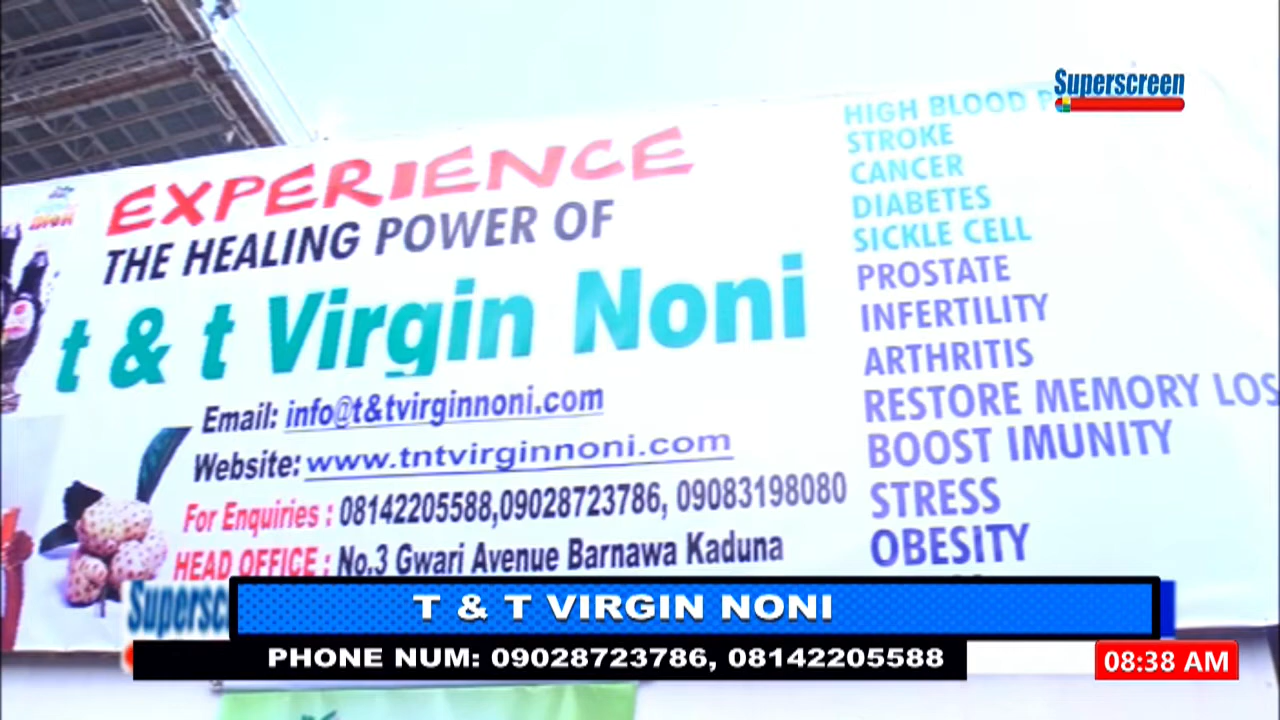 Superscreen
EXPERIENCE
THE HEALING POWER OF
t & t Virgin Noni
Email: info@t&tvirginnoni.com
Website: www.tntvirginnoni.com
For Enquiries : 08142205588,09028723786, 09083198080
HEAD OFFICE : No.3 Gwari Avenue Barnawa Kaduna
HIGH BLOOD
STROKE
CANCER
DIABETES
SICKLE CELL
PROSTATE
INFERTILITY
ARTHRITIS
RESTORE MEMORY LOS
BOOST IMUNITY
STRESS
OBESITY
Supersc
T & T VIRGIN NONI
PHONE NUM: 09028723786, 08142205588
08:38 AM